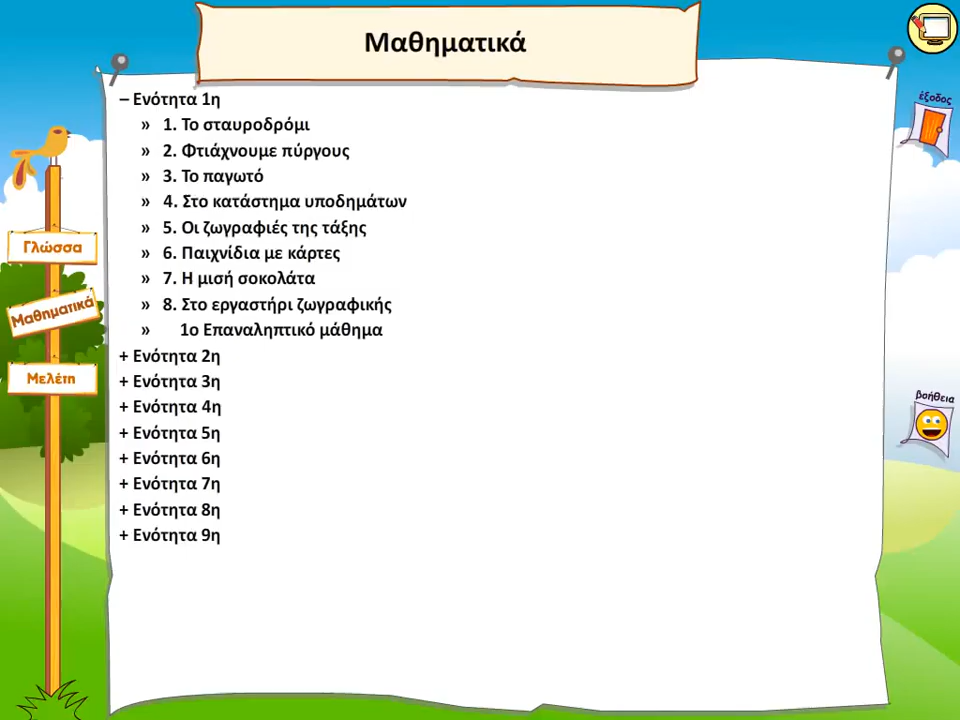 Μαθηματικά
– Ενότητα 1η
» 1. Το σταυροδρόμι
» 2. Φτιάχνουμε πύργους
» 3. Το παγωτό
» 4. Στο κατάστημα υποδημάτων
» 5. Οι ζωγραφιές της τάξης
» 6. Παιχνίδια με κάρτες
» 7. Η μισή σοκολάτα
» 8. Στο εργαστήρι ζωγραφικής
» 1ο Επαναληπτικό μάθημα
+ Ενότητα 2η
+ Ενότητα 3η
+ Ενότητα 4η
+ Ενότητα 5η
+ Ενότητα 6η
+ Ενότητα 7η
+ Ενότητα 8η
+ Ενότητα 9η
Γλώσσα
Μαθηματικά
Μελέτη
έξοδος
βοήθεια